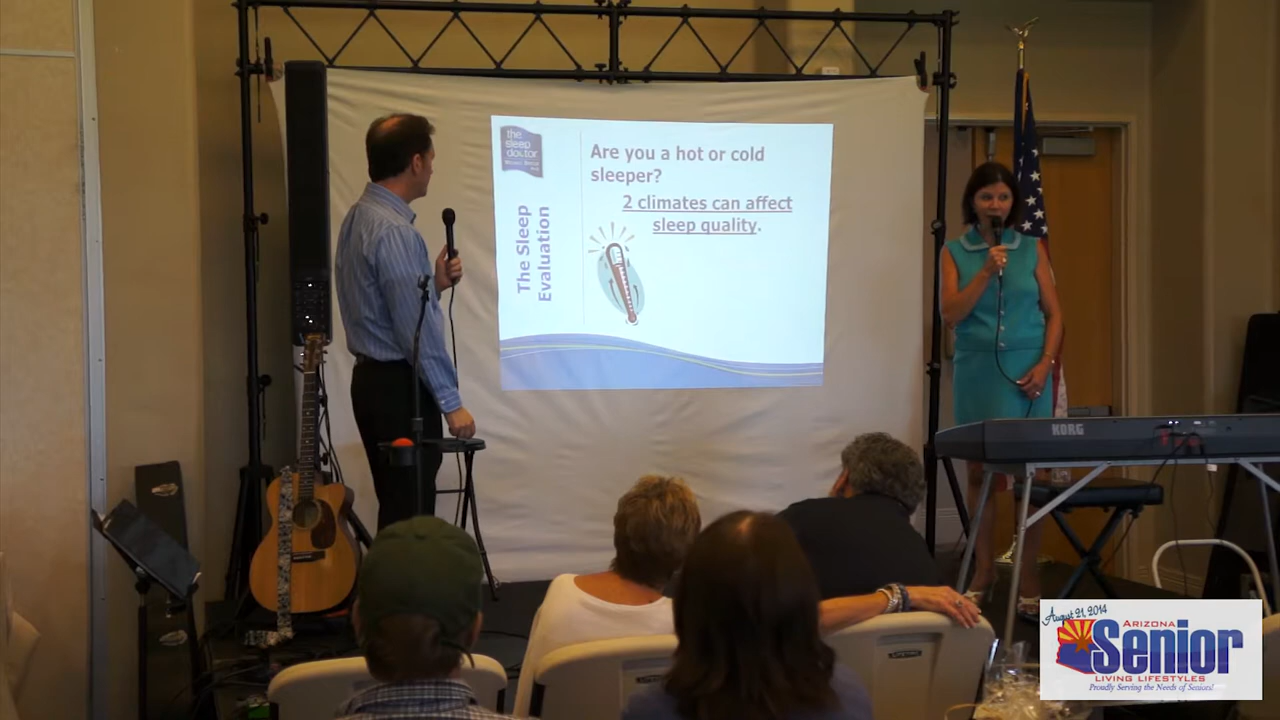 the
sleep
doctor
The Sleep
Evaluation
Are you a hot or cold
sleeper?
2 climates can affect
sleep quality.
KORG
LIFETIME
August 21, 2014
ARIZONA
Senior
LIVING LIFESTYLES
Proudly Serving the Needs of Seniors!